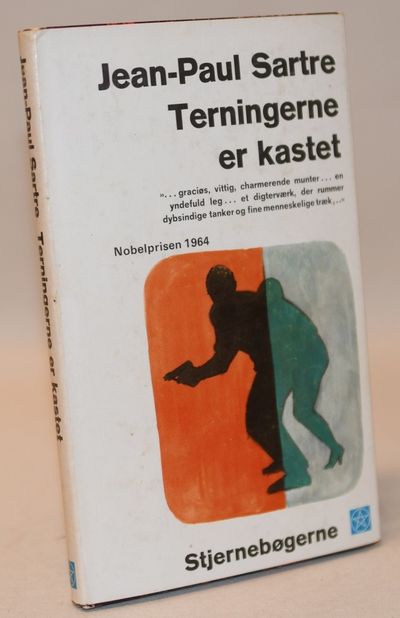 Jean-Paul Sartre
Terningerne
er kastet
»... graciøs, vittig, charmerende munter... en
yndefuld leg... et digterværk, der rummer
dybsindige tanker og fine menneskelige træk,..«
Nobelprisen 1964
Stjernebøgerne
Jean-Paul Sartre Terningerne er kastet